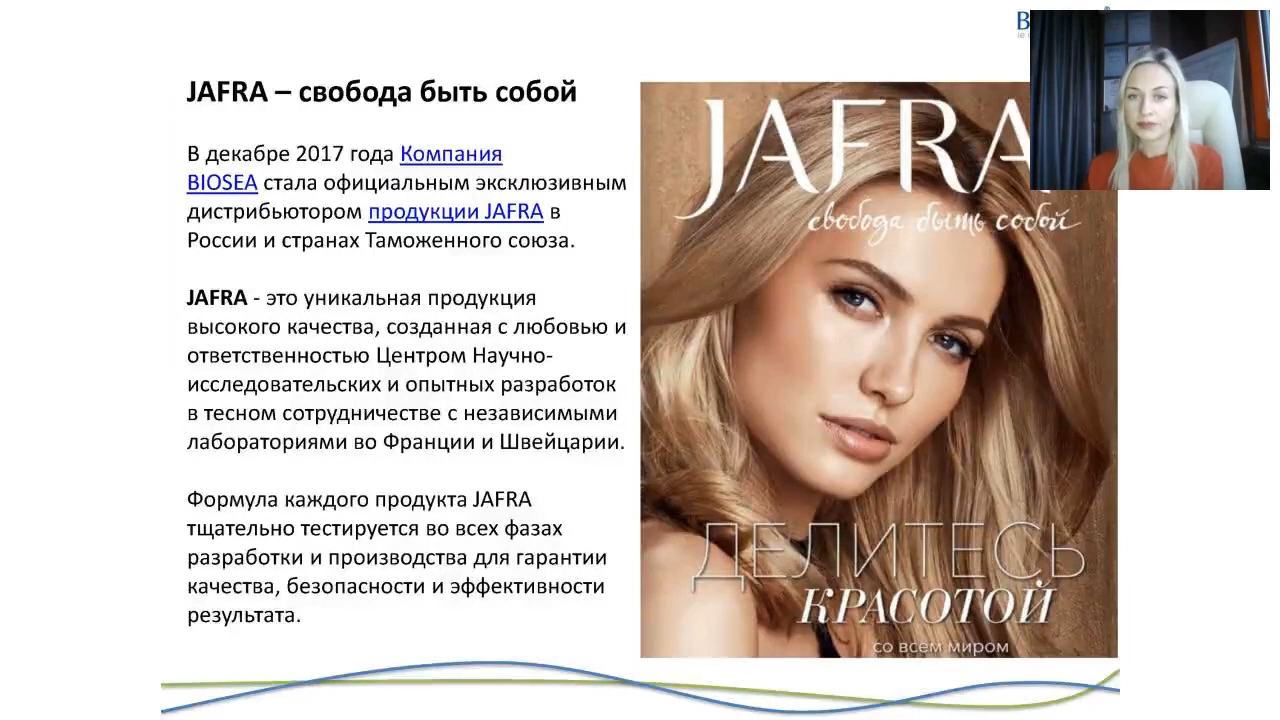 JAFRA – свобода быть собой
В декабре 2017 года Компания
BIOSEA стала официальным эксклюзивным
дистрибьютором продукции JAFRA в
России и странах Таможенного союза.
JAFRA - это уникальная продукция
высокого качества, созданная с любовью и
ответственностью Центром Научно-
исследовательских и опытных разработок
в тесном сотрудничестве с независимыми
лабораториями во Франции и Швейцарии.
Формула каждого продукта JAFRA
тщательно тестируется во всех фазах
разработки и производства для гарантии
качества, безопасности и эффективности
результата.
JAFRA
свобода быть собой
ДЕЛИТЕСЬ
КРАСОТОЙ
со всем миром